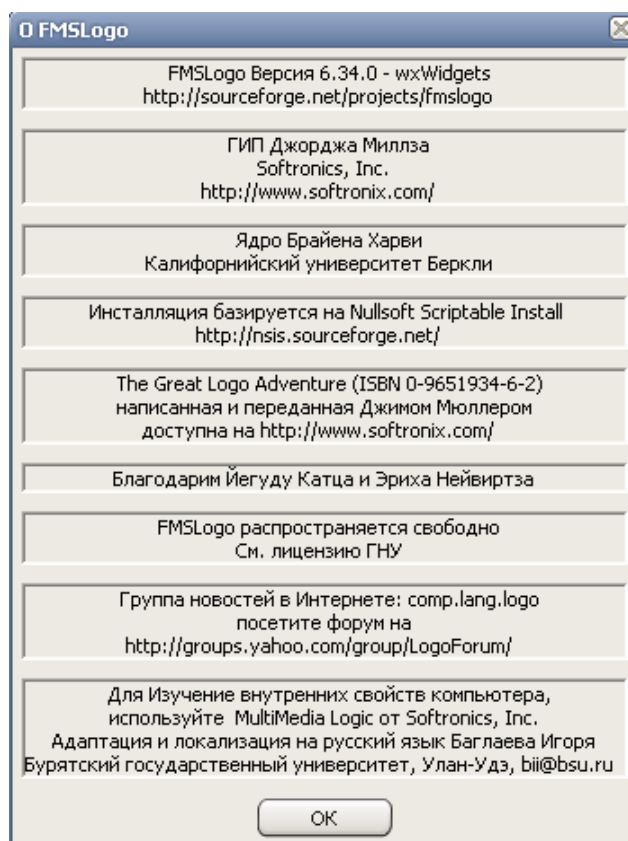 О FMSLogo
FMSLogo Версия 6.34.0 - wxWidgets
http://sourceforge.net/projects/fmslogo
ГИП Джорджа Миллза
Softronics, Inc.
http://www.softronix.com/
Ядро Брайена Харви
Калифорнийский университет Беркли
Инсталляция базируется на Nullsoft Scriptable Install
http://nsis.sourceforge.net/
The Great Logo Adventure (ISBN 0-9651934-6-2)
написанная и переданная Джимом Мюллером
доступна на http://www.softronix.com/
Благодарим Йегуду Катца и Эриха Нейвиртза
FMSLogo распространяется свободно
См. лицензию ГНУ
Группа новостей в Интернете: comp.lang.logo
посетите форум на
http://groups.yahoo.com/group/LogoForum/
Для Изучение внутренних свойств компьютера,
используйте MultiMedia Logic от Softronics, Inc.
Адаптация и локализация на русский язык Баглаева Игоря
Бурятский государственный университет, Улан-Удэ, bii@bsu.ru
ОК